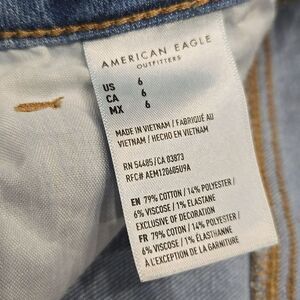 AMERICAN EAGLE
OUTFITTERS
US 6
CA 6
MX 6
MADE IN VIETNAM / FABRIQUÉ AU
VIETNAM / HECHO EN VIETNAM
RN 54485/CA 03873
RFC# AEM120605U9A
EN 79% COTTON / 14% POLYESTER /
6% VISCOSE / 1% ELASTANE
EXCLUSIVE OF DECORATION
FR 79% COTON / 14% POLYESTER /
6% VISCOSE / 1% ÉLASTHANNE
À L'EXCEPTION DE LA GARNITURE